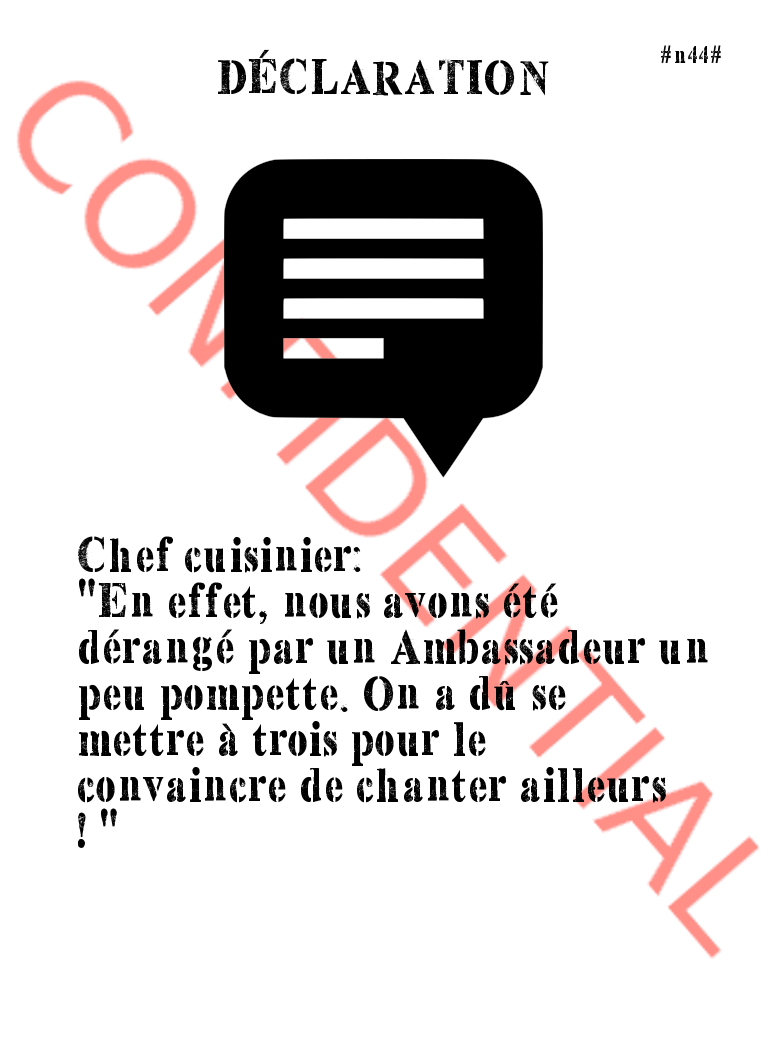 #n44#
DÉCLARATION
CONFIDENTIAL
Chef cuisinier:
"En effet, nous avons été
dérangé par un Ambassadeur un
peu pompette. On a dû se
mettre à trois pour le
convaincre de chanter ailleurs
! "